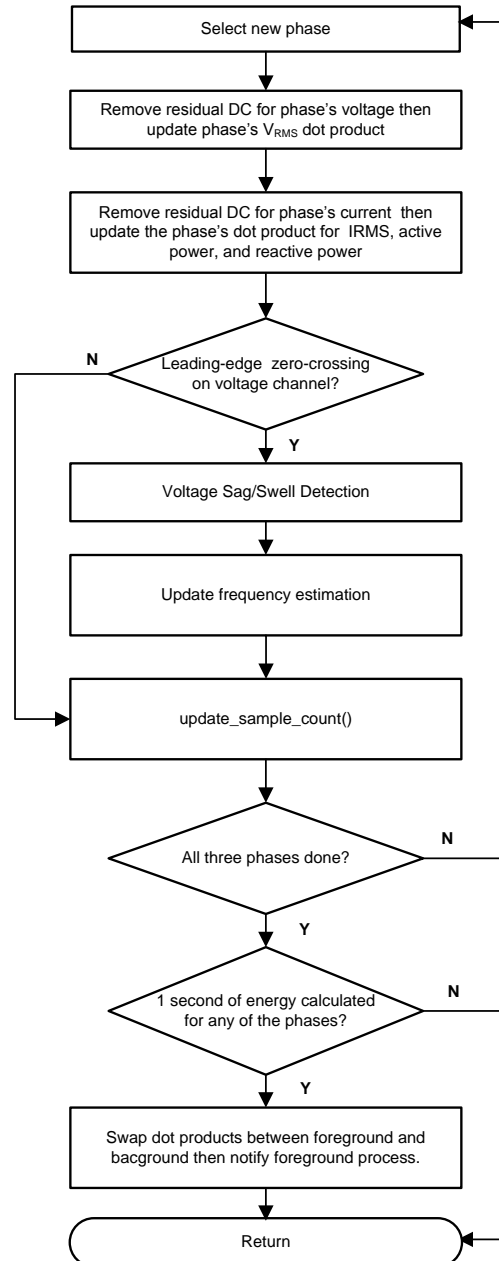 Select new phase
Remove residual DC for phase's voltage then
update phase's VRMS dot product
Remove residual DC for phase's current then
update the phase's dot product for IRMS, active
power, and reactive power
N
Leading-edge zero-crossing
on voltage channel?
Y
Voltage Sag/Swell Detection
Update frequency estimation
update_sample_count()
N
All three phases done?
Y
1 second of energy calculated
for any of the phases?
N
Y
Swap dot products between foreground and
bacground then notify foreground process.
Return